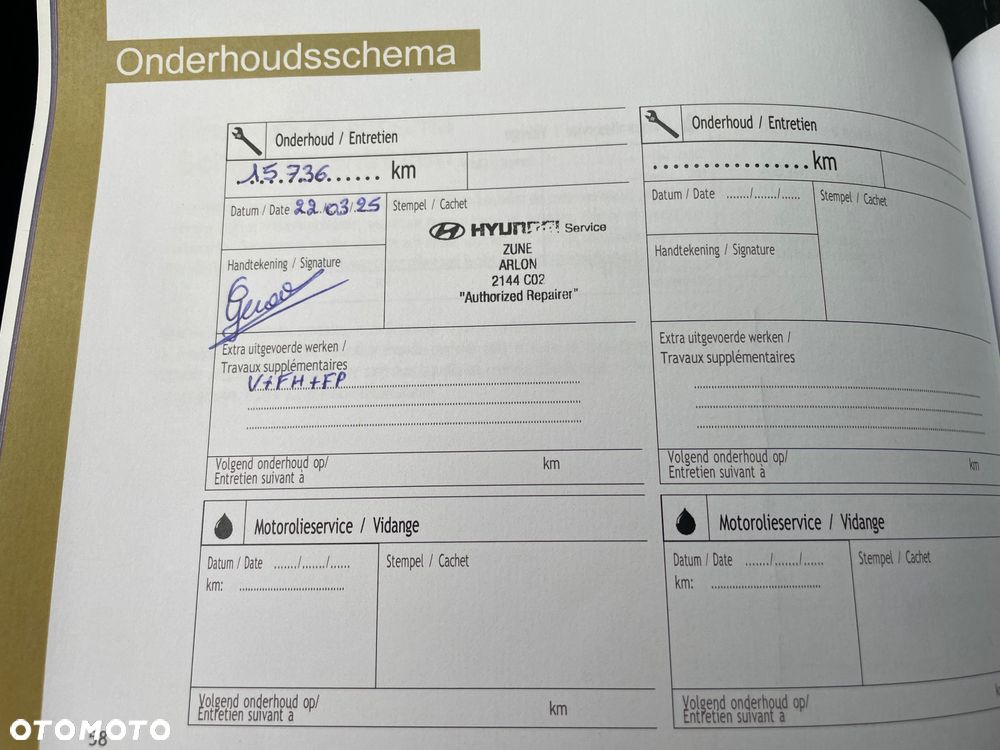 Onderhoudsschema
Onderhoud / Entretien
15.736...... km
Datum / Date 22/03/25
Stempel / Cachet
HYUNDAI Service
ZUNE
ARLON
2144 C02
"Authorized Repairer"
Handtekening / Signature
Extra uitgevoerde werken /
Travaux supplémentaires
V+FH+FP
Volgend onderhoud op/
Entretien suivant à
km
Motorolieservice / Vidange
Datum / Date ......./......./......
km: ....................................
Stempel / Cachet
Volgend onderhoud op/
Entretien suivant à
km
Onderhoud / Entretien
................km
Datum / Date ....../....../.....
Stempel / Cachet
Handtekening / Signature
Extra uitgevoerde werken /
Travaux supplémentaires
Volgend onderhoud op/
Entretien suivant à
km
Motorolieservice / Vidange
Datum / Date ......./......./......
km: ....................................
Stempel / Cachet
Volgend onderhoud op/
Entretien suivant à
58
OTOMOTO